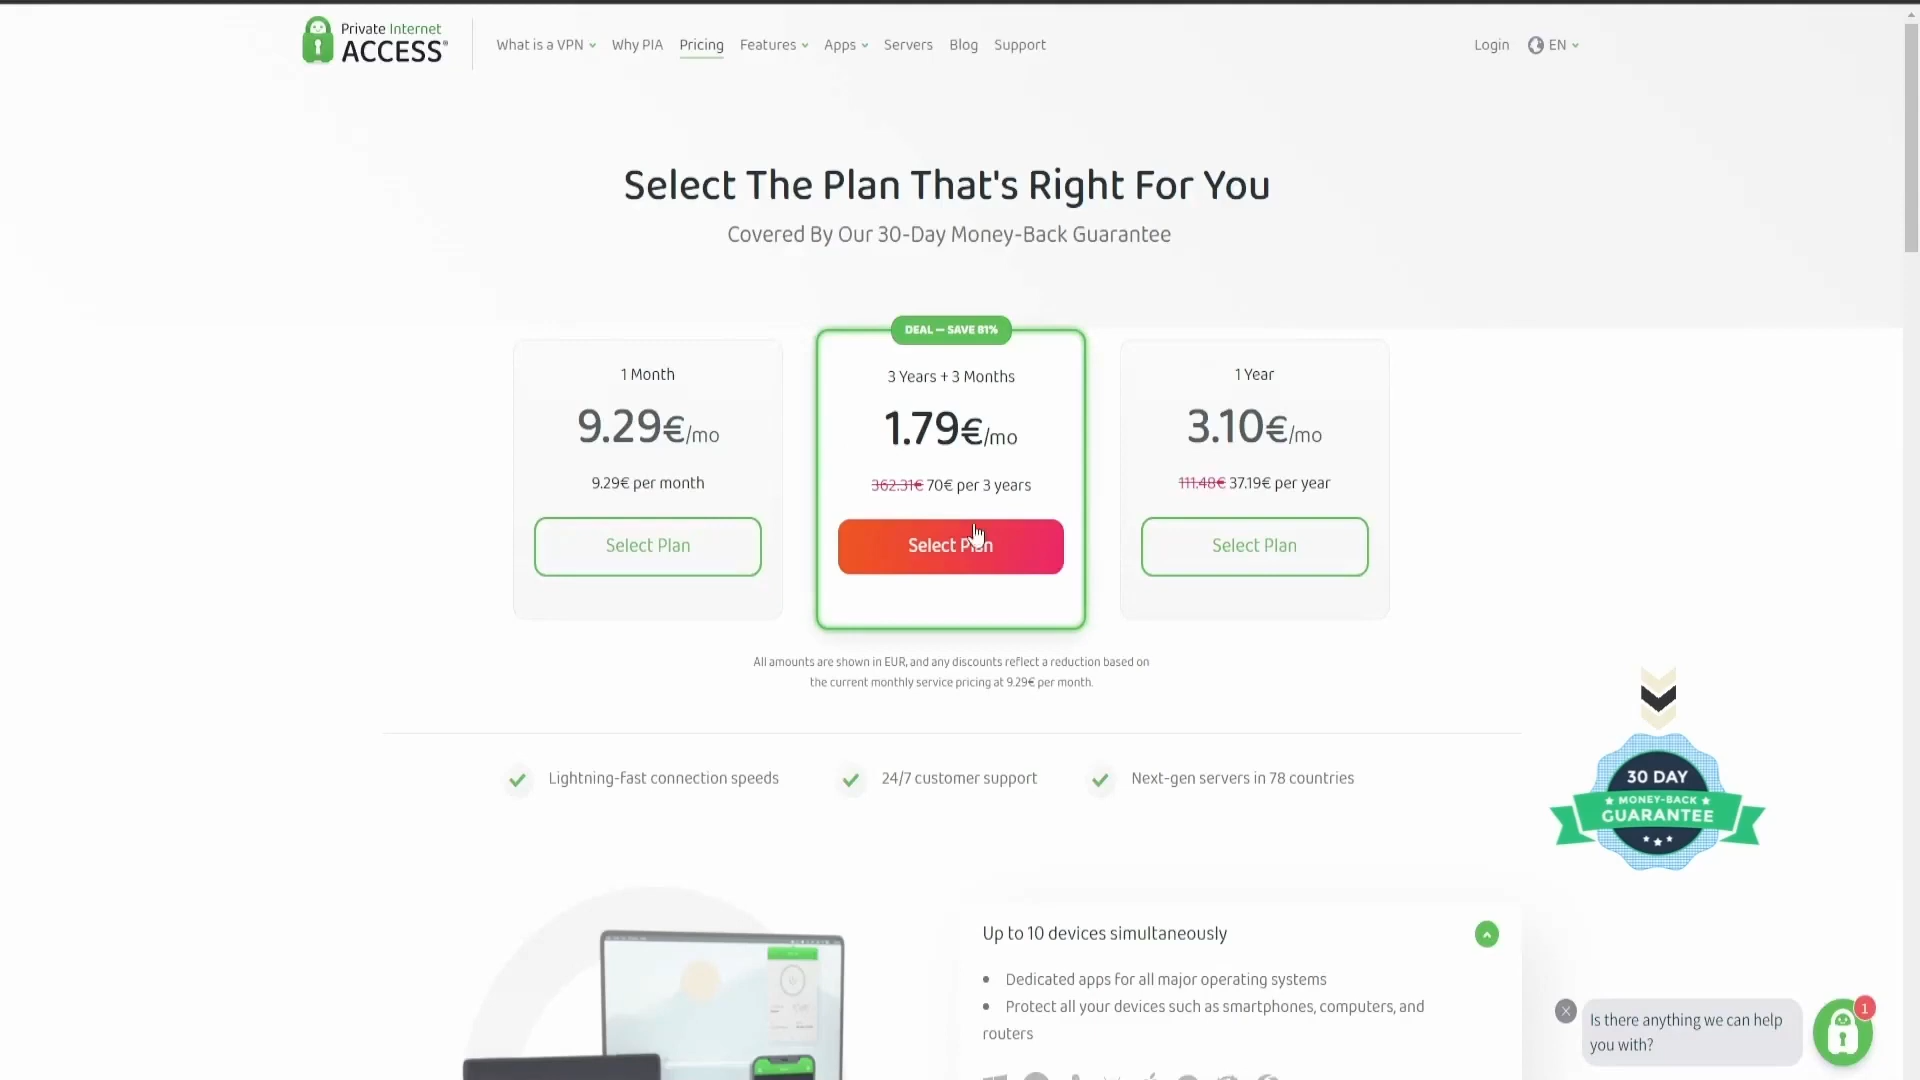 Private Internet
ACCESS®
What is a VPN
Why PIA
Pricing
Features
Apps
Servers
Blog
Support
Login
EN
Select The Plan That's Right For You
Covered By Our 30-Day Money-Back Guarantee
1 Month
9.29€/mo
9.29€ per month
Select Plan
DEAL — SAVE 81%
3 Years + 3 Months
1.79€/mo
362.31€ 70€ per 3 years
Select Plan
1 Year
3.10€/mo
111.48€ 37.19€ per year
Select Plan
All amounts are shown in EUR, and any discounts reflect a reduction based on
the current monthly service pricing at 9.29€ per month.
Lightning-fast connection speeds
24/7 customer support
Next-gen servers in 78 countries
30 DAY
MONEY-BACK
GUARANTEE
Up to 10 devices simultaneously
Dedicated apps for all major operating systems
Protect all your devices such as smartphones, computers, and
routers
Is there anything we can help
you with?
1